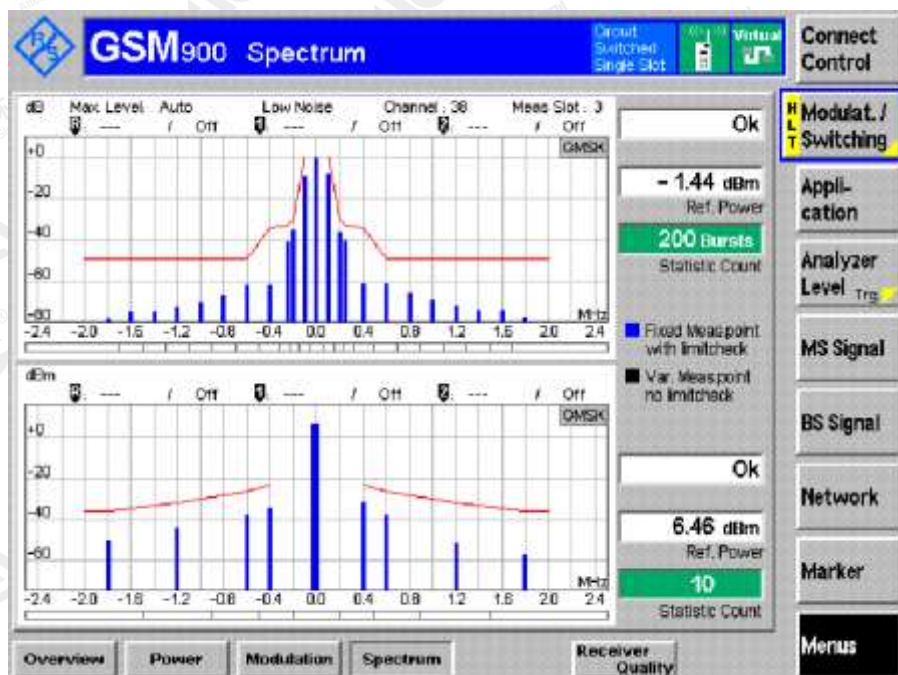 R/S
GSM900 Spectrum
Circuit
Switched
Single Slot
Virtual
Connect
Control
dB Max. Level Auto Low Noise Channel : 38 Meas Slot : 3
--- / Off --- / Off --- / Off
GMSK
+0
-20
-40
-60
-80
MHz
-2.4 -2.0 -1.6 -1.2 -0.8 -0.4 0.0 0.4 0.8 1.2 1.6 2.0 2.4
Ok
- 1.44 dBm
Ref. Power
200 Bursts
Statistic Count
Fixed Measpoint
with limitcheck
Var. Measpoint
no limitcheck
dBm
--- / Off --- / Off --- / Off
GMSK
+0
-20
-40
-60
MHz
-2.4 -2.0 -1.6 -1.2 -0.8 -0.4 0.0 0.4 0.8 1.2 1.6 2.0 2.4
Ok
6.46 dBm
Ref. Power
10
Statistic Count
HLT
Modulat. /
Switching
Appli-
cation
Analyzer
Level Trg
MS Signal
BS Signal
Network
Marker
Menus
Overview Power Modulation Spectrum Receiver
Quality